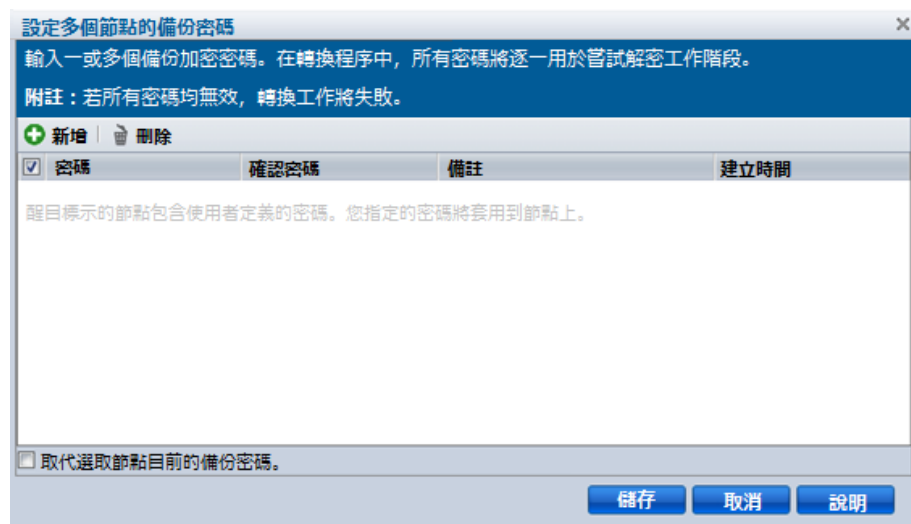 設定多個節點的備份密碼
輸入一或多個備份加密密碼。在轉換程序中，所有密碼將逐一用於嘗試解密工作階段。
附註：若所有密碼均無效，轉換工作將失敗。
新增 刪除
密碼 確認密碼 備註 建立時間
醒目標示的節點包含使用者定義的密碼。您指定的密碼將套用到節點上。
取代選取節點目前的備份密碼。
儲存 取消 說明